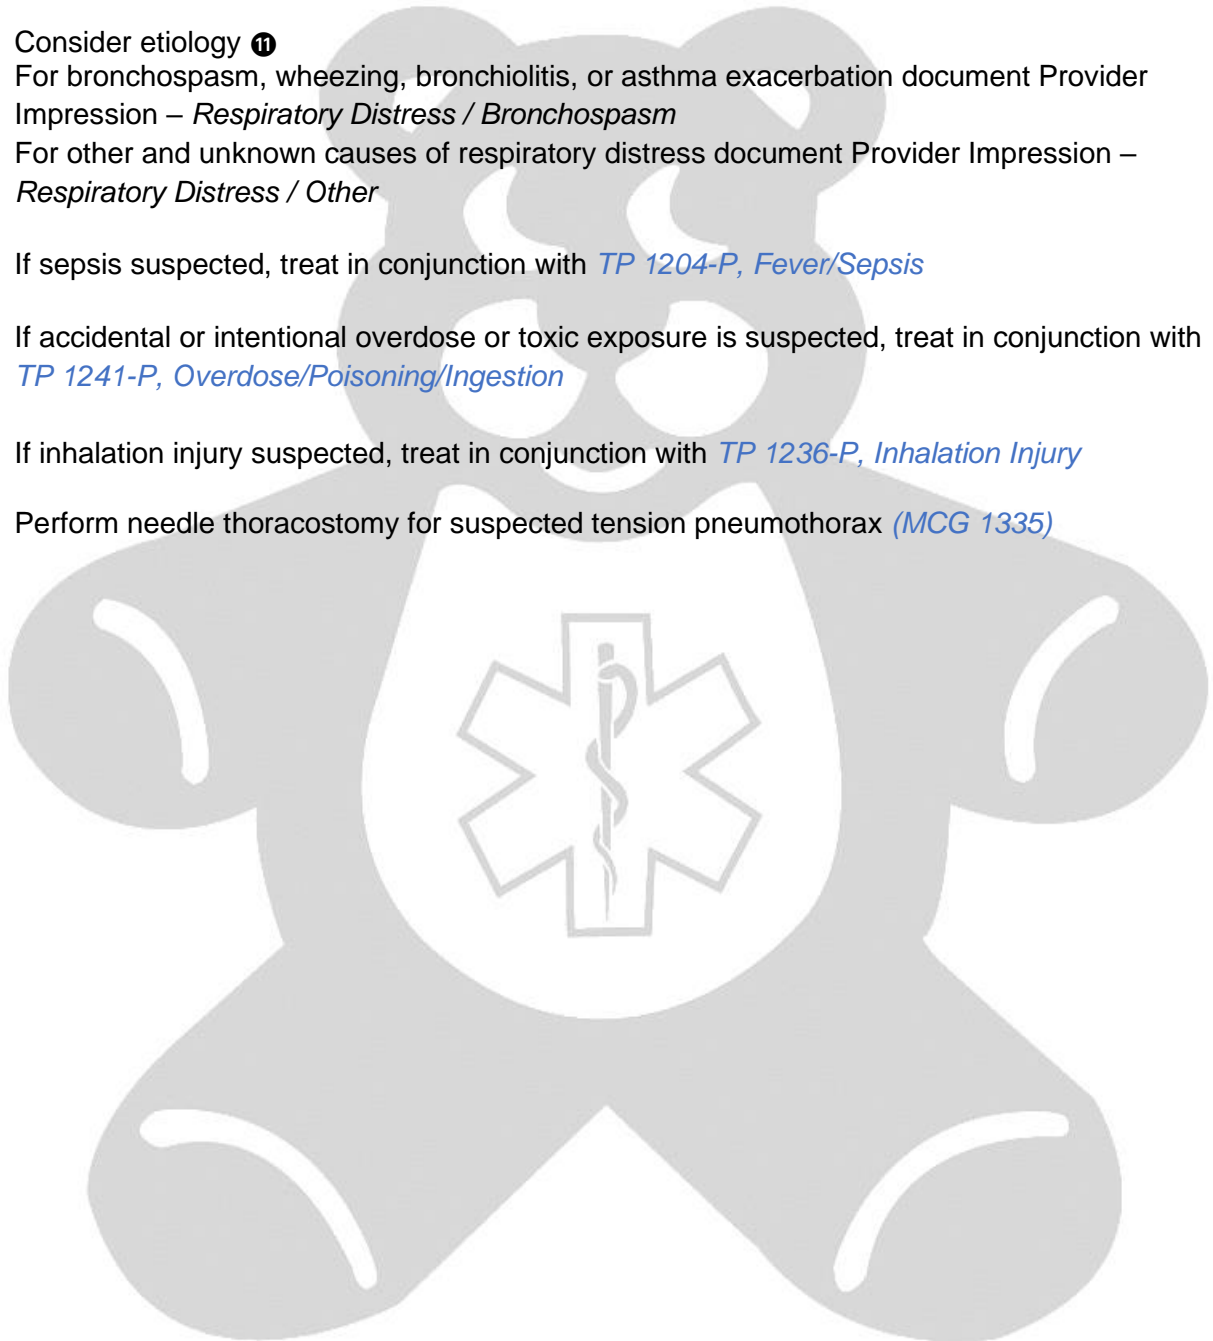 Consider etiology ⓫
For bronchospasm, wheezing, bronchiolitis, or asthma exacerbation document Provider
Impression – Respiratory Distress / Bronchospasm
For other and unknown causes of respiratory distress document Provider Impression –
Respiratory Distress / Other
If sepsis suspected, treat in conjunction with TP 1204-P, Fever/Sepsis
If accidental or intentional overdose or toxic exposure is suspected, treat in conjunction with
TP 1241-P, Overdose/Poisoning/Ingestion
If inhalation injury suspected, treat in conjunction with TP 1236-P, Inhalation Injury
Perform needle thoracostomy for suspected tension pneumothorax (MCG 1335)